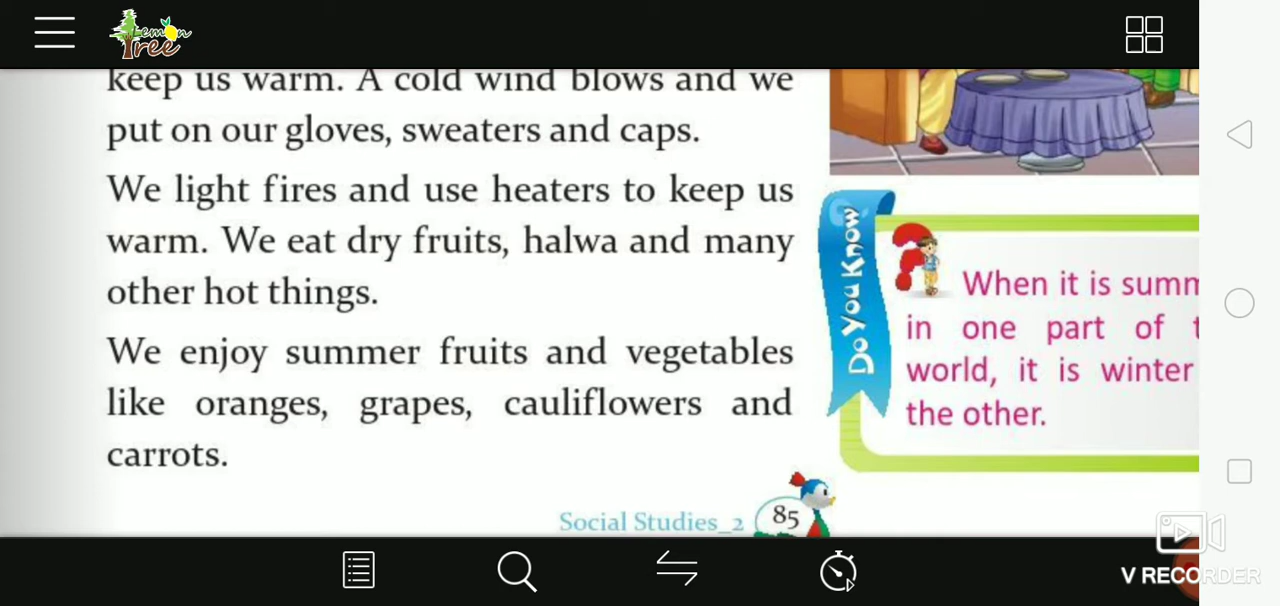 Lemon
Tree
keep us warm. A cold wind blows and we
put on our gloves, sweaters and caps.
We light fires and use heaters to keep us
warm. We eat dry fruits, halwa and many
other hot things.
We enjoy summer fruits and vegetables
like oranges, grapes, cauliflowers and
carrots.
Do You Know
When it is summ
in one part of t
world, it is winter
the other.
Social Studies_2 85
V RECORDER